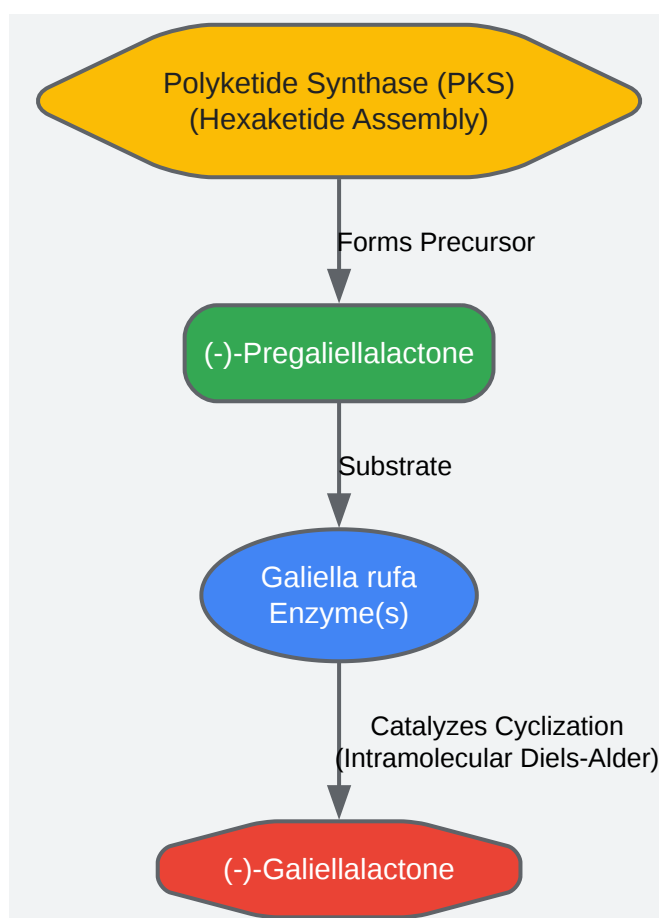 Polyketide Synthase (PKS)
(Hexaketide Assembly)
Forms Precursor
(-)-Pregaliellalactone
Substrate
Galiella rufa
Enzyme(s)
Catalyzes Cyclization
(Intramolecular Diels-Alder)
(-)-Galiellalactone